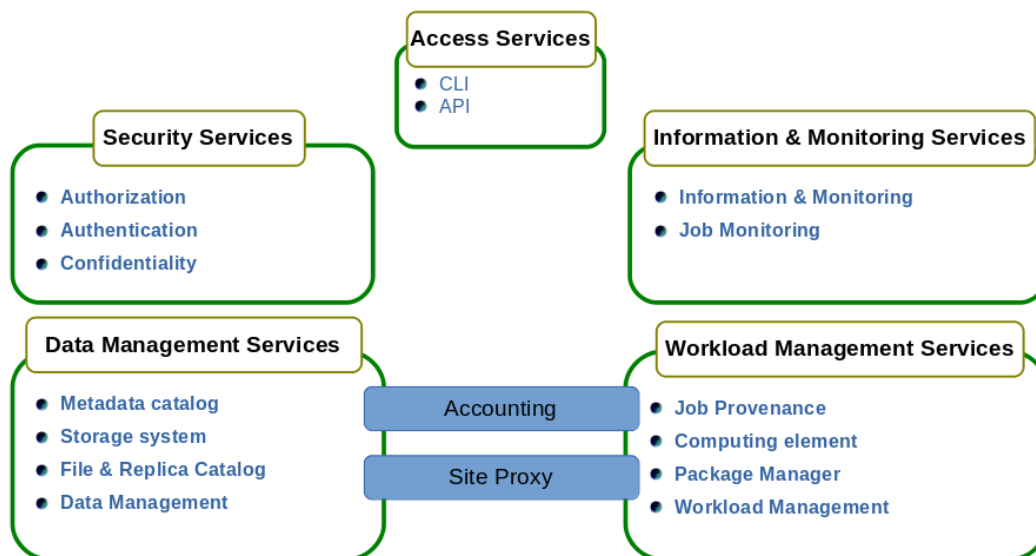 Access Services
CLI
API
Security Services
Authorization
Authentication
Confidentiality
Information & Monitoring Services
Information & Monitoring
Job Monitoring
Data Management Services
Metadata catalog
Storage system
File & Replica Catalog
Data Management
Accounting
Site Proxy
Workload Management Services
Job Provenance
Computing element
Package Manager
Workload Management